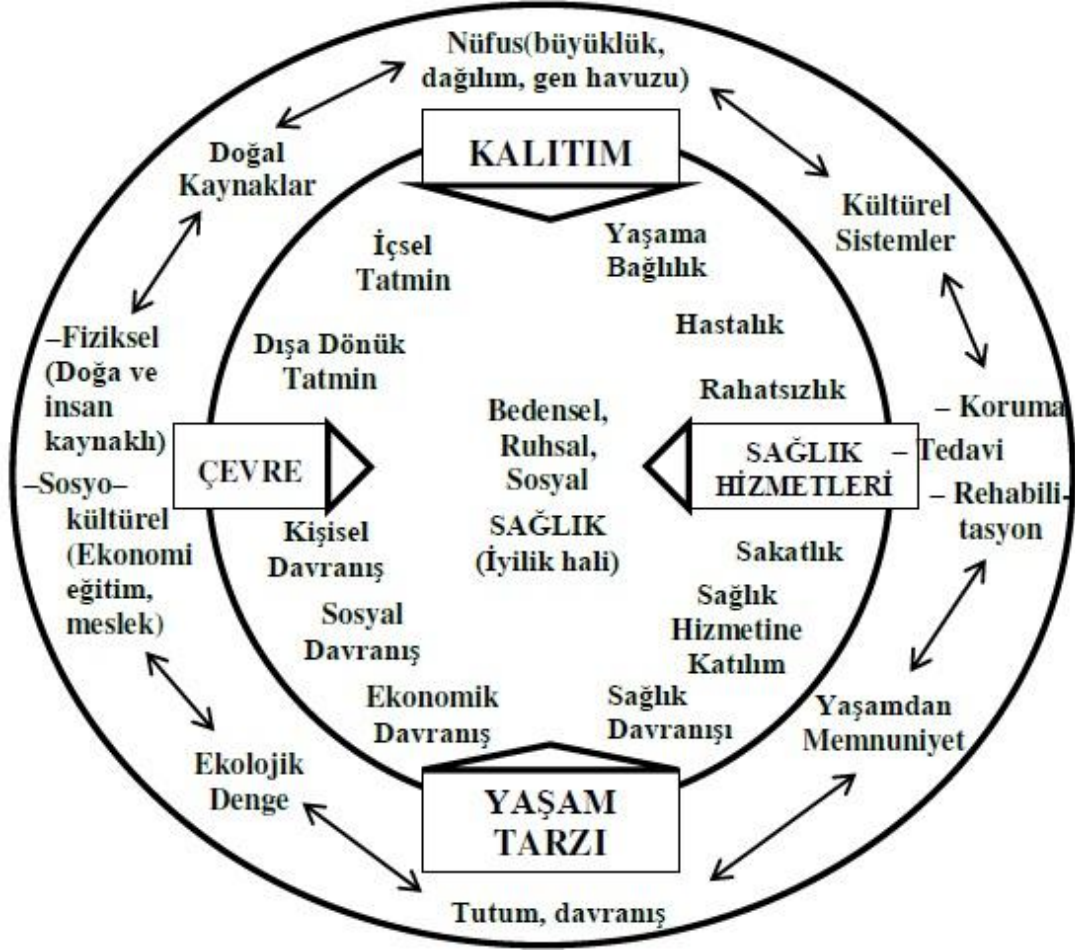 Nüfus(büyüklük,
dağılım, gen havuzu)
KALITIM
Doğal
Kaynaklar
Kültürel
Sistemler
İçsel
Tatmin
Yaşama
Bağlılık
Hastalık
Dışa Dönük
Tatmin
Rahatsızlık
–Fiziksel
(Doğa ve
insan
kaynaklı)
–Sosyo–
kültürel
(Ekonomi
eğitim,
meslek)
ÇEVRE
Bedensel,
Ruhsal,
Sosyal
SAĞLIK
(İyilik hali)
SAĞLIK
HİZMETLERİ
– Koruma
– Tedavi
– Rehabili-
tasyon
Kişisel
Davranış
Sakatlık
Sosyal
Davranış
Sağlık
Hizmetine
Katılım
Ekonomik
Davranış
Sağlık
Davranışı
Yaşamdan
Memnuniyet
Ekolojik
Denge
YAŞAM
TARZI
Tutum, davranış